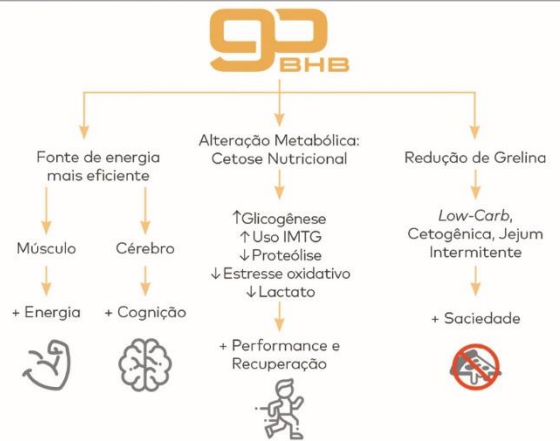 go
BHB
Fonte de energia
mais eficiente
Músculo
+ Energia
Cérebro
+ Cognição
Alteração Metabólica:
Cetose Nutricional
↑Glicogênese
↑Uso IMTG
↓Proteólise
↓Estresse oxidativo
↓Lactato
+ Performance e
Recuperação
Redução de Grelina
Low-Carb,
Cetogênica, Jejum
Intermitente
+ Saciedade